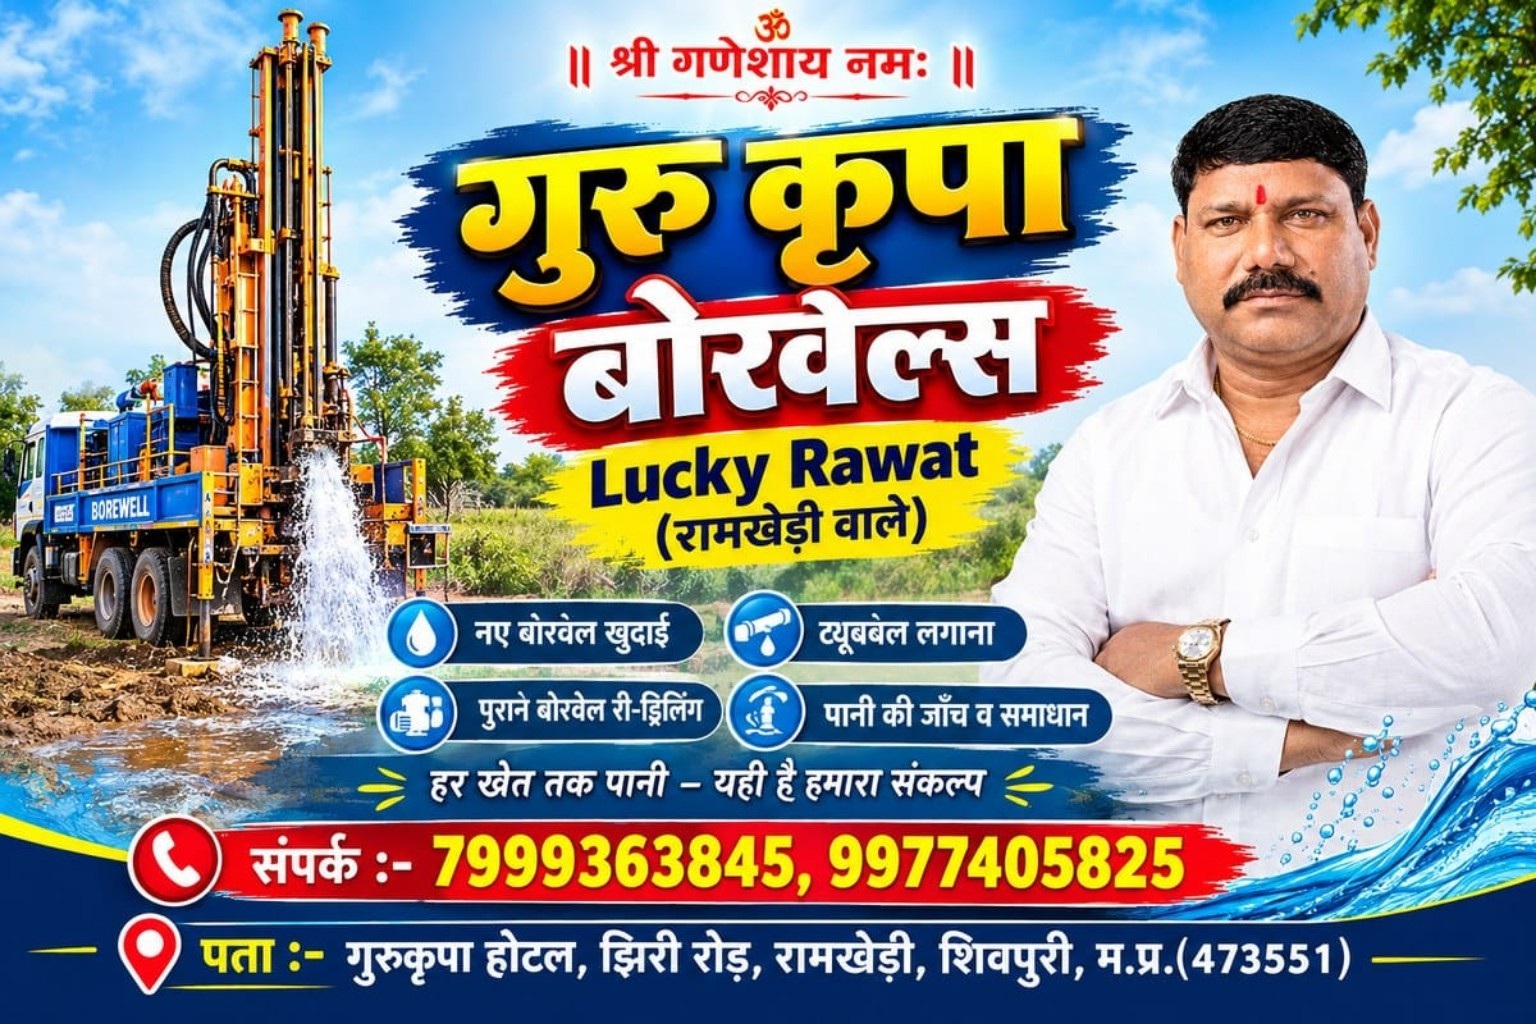 ॐ
॥ श्री गणेशाय नमः ॥
गुरु कृपा
बोरवेल्स
Lucky Rawat
(रामखेड़ी वाले)
BOREWELL
नए बोरवेल खुदाई
ट्यूबबेल लगाना
पुराने बोरवेल री-ड्रिलिंग
पानी की जाँच व समाधान
हर खेत तक पानी – यही है हमारा संकल्प
संपर्क :- 7999363845, 9977405825
पता :- गुरुकृपा होटल, झिरी रोड़, रामखेड़ी, शिवपुरी, म.प्र.(473551)